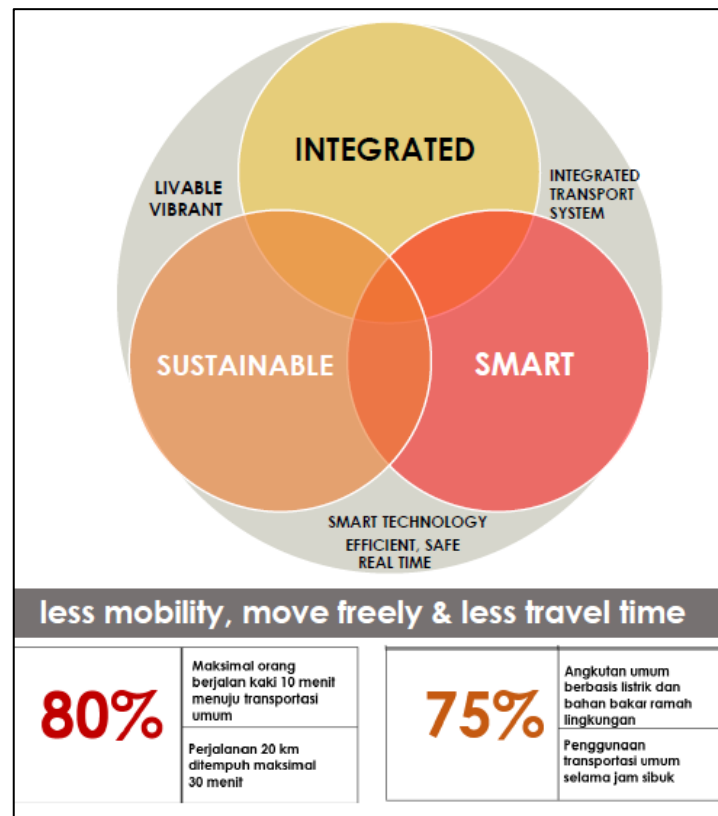 INTEGRATED
LIVABLE
VIBRANT
INTEGRATED
TRANSPORT
SYSTEM
SUSTAINABLE
SMART
SMART TECHNOLOGY
EFFICIENT, SAFE
REAL TIME
less mobility, move freely & less travel time
80%
Maksimal orang
berjalan kaki 10 menit
menuju transportasi
umum
Perjalanan 20 km
ditempuh maksimal
30 menit
75%
Angkutan umum
berbasis listrik dan
bahan bakar ramah
lingkungan
Penggunaan
transportasi umum
selama jam sibuk